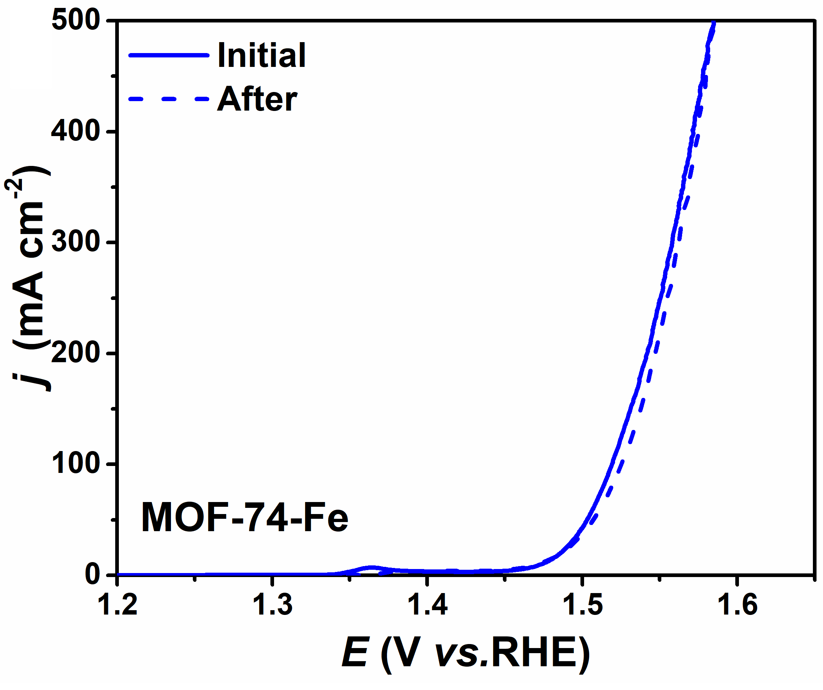 500
400
300
200
100
0
j (mA cm-2)
Initial
After
MOF-74-Fe
1.2 1.3 1.4 1.5 1.6
E (V vs.RHE)